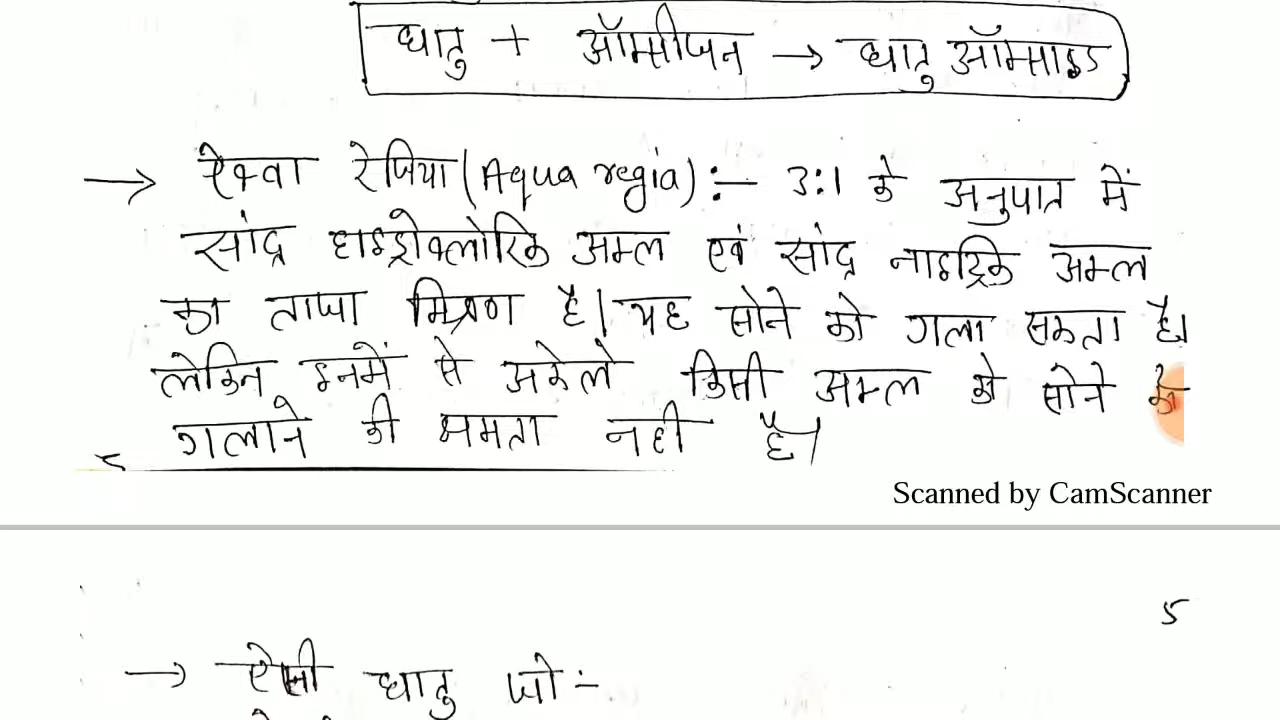 धातु + ऑक्सीजन → धातु ऑक्साइड
→ ऐक्वा रेजिया (Aqua regia) :- 3:1 के अनुपात में
सांद्र हाइड्रोक्लोरिक अम्ल एवं सांद्र नाइट्रिक अम्ल
का ताजा मिश्रण है। यह सोने को गला सकता है।
लेकिन इनमें से अकेले किसी अम्ल को सोने के
गलाने की क्षमता नही है।
Scanned by CamScanner
5
→ ऐसी धातु जो :-